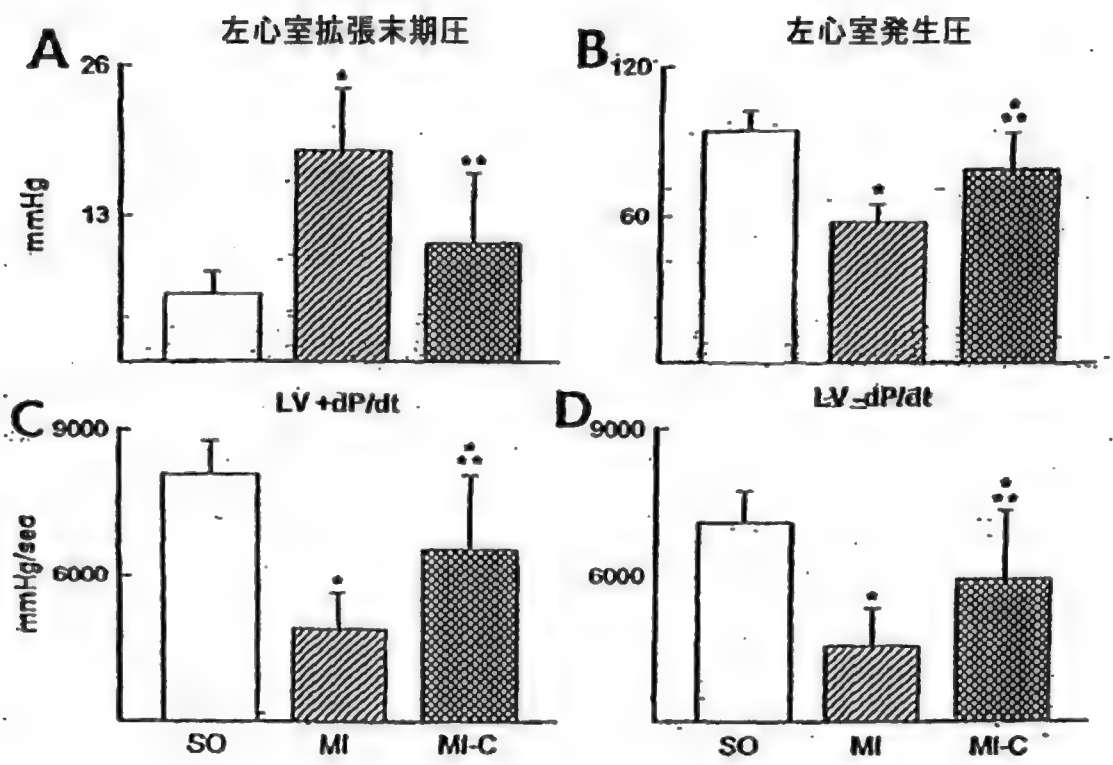 A 左心室拡張末期圧
26
*
**
13
mmHg
B 左心室発生圧
120
*
***
60
C LV +dP/dt
9000
*
***
6000
mmHg/sec
SO MI MI-C
D LV -dP/dt
9000
*
***
6000
SO MI MI-C